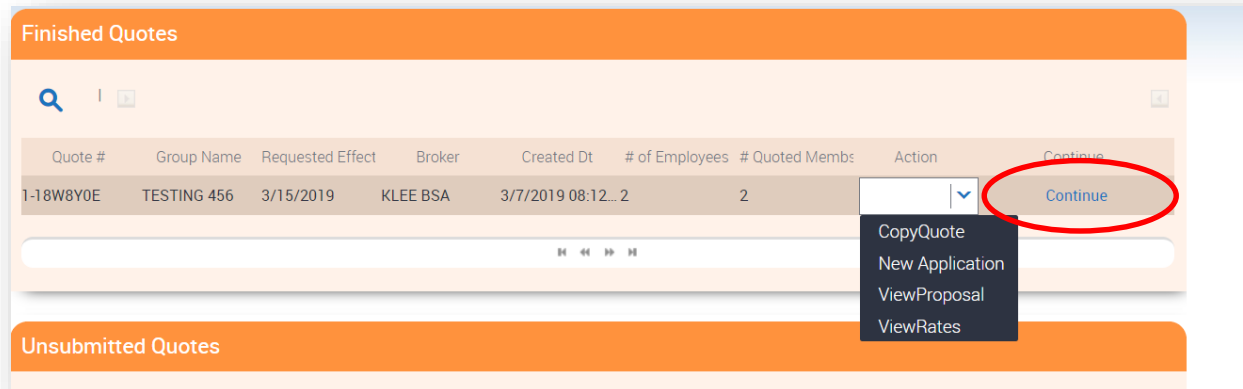 Finished Quotes
Quote # Group Name Requested Effect Broker Created Dt # of Employees # Quoted Membs Action Continue
1-18W8Y0E TESTING 456 3/15/2019 KLEE BSA 3/7/2019 08:12... 2 2 Continue
CopyQuote
New Application
ViewProposal
ViewRates
Unsubmitted Quotes